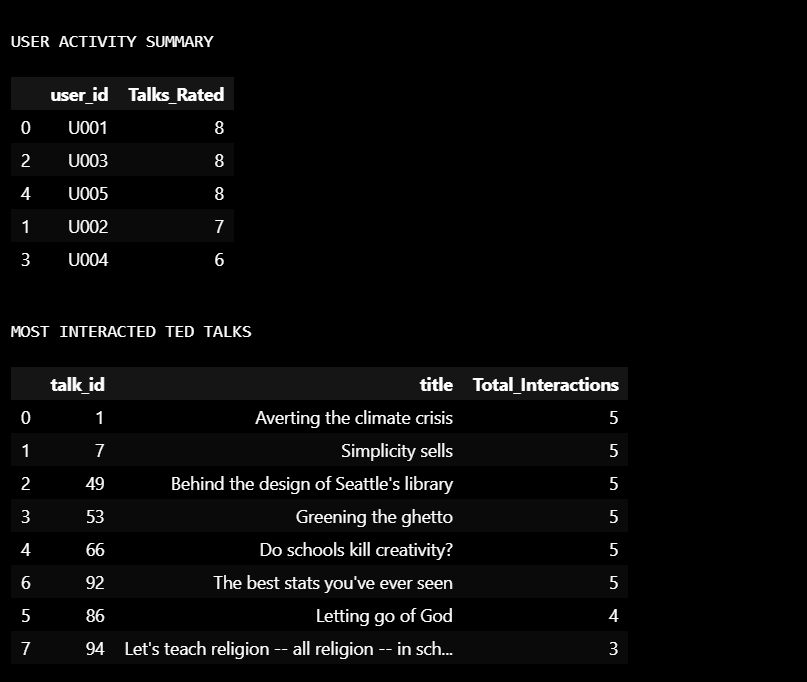 USER ACTIVITY SUMMARY
user_id Talks_Rated
0 U001 8
2 U003 8
4 U005 8
1 U002 7
3 U004 6
MOST INTERACTED TED TALKS
talk_id title Total_Interactions
0 1 Averting the climate crisis 5
1 7 Simplicity sells 5
2 49 Behind the design of Seattle's library 5
3 53 Greening the ghetto 5
4 66 Do schools kill creativity? 5
6 92 The best stats you've ever seen 5
5 86 Letting go of God 4
7 94 Let's teach religion -- all religion -- in sch... 3